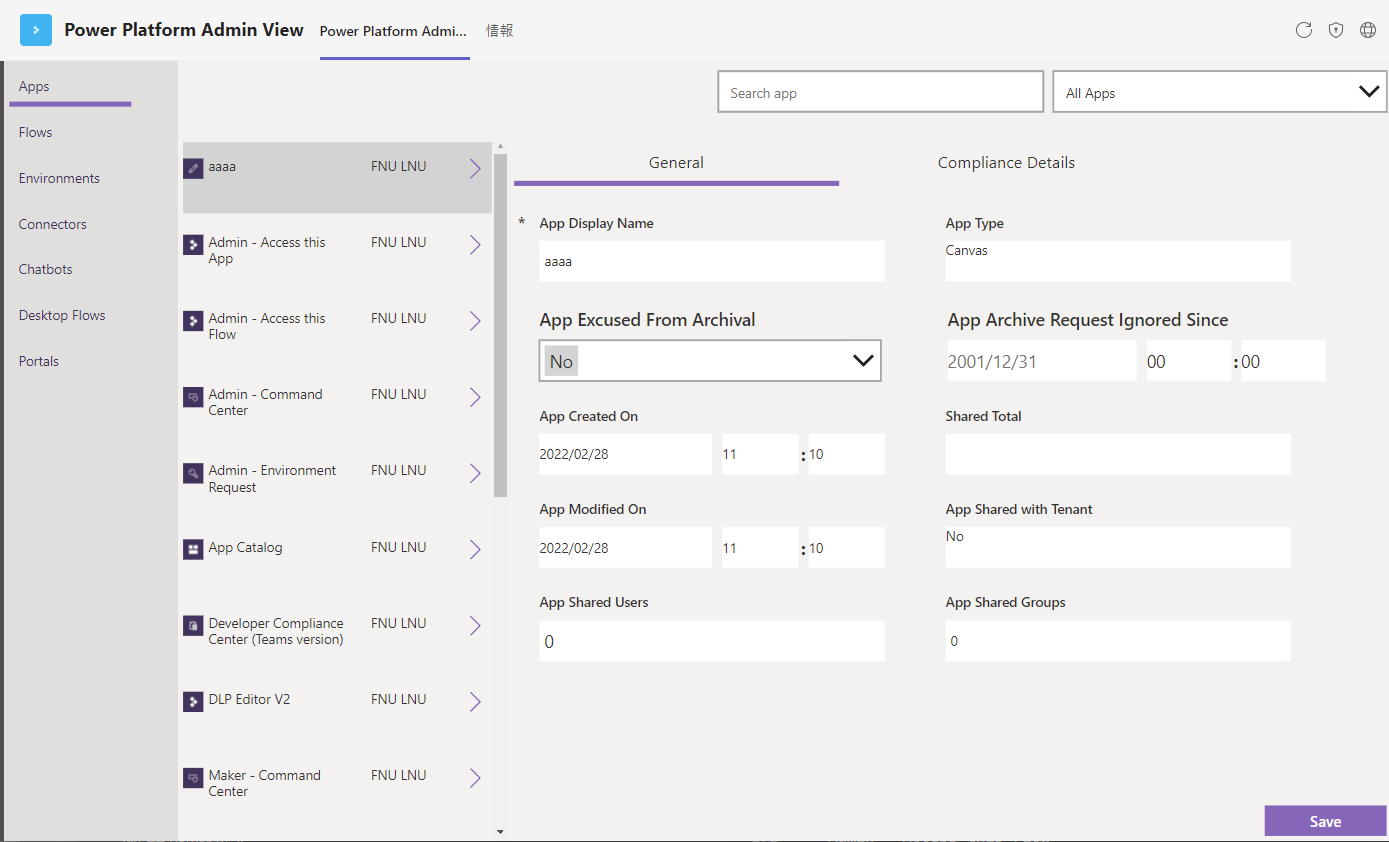 Power Platform Admin View
Power Platform Admi...
情報
Apps
Flows
Environments
Connectors
Chatbots
Desktop Flows
Portals
Search app
All Apps
aaaa FNU LNU
Admin - Access this FNU LNU
App
Admin - Access this FNU LNU
Flow
Admin - Command FNU LNU
Center
Admin - Environment FNU LNU
Request
App Catalog FNU LNU
Developer Compliance FNU LNU
Center (Teams version)
DLP Editor V2 FNU LNU
Maker - Command FNU LNU
Center
General
Compliance Details
* App Display Name
aaaa
App Type
Canvas
App Excused From Archival
No
App Archive Request Ignored Since
2001/12/31 00 :00
App Created On
2022/02/28 11 :10
Shared Total
App Modified On
2022/02/28 11 :10
App Shared with Tenant
No
App Shared Users
0
App Shared Groups
0
Save